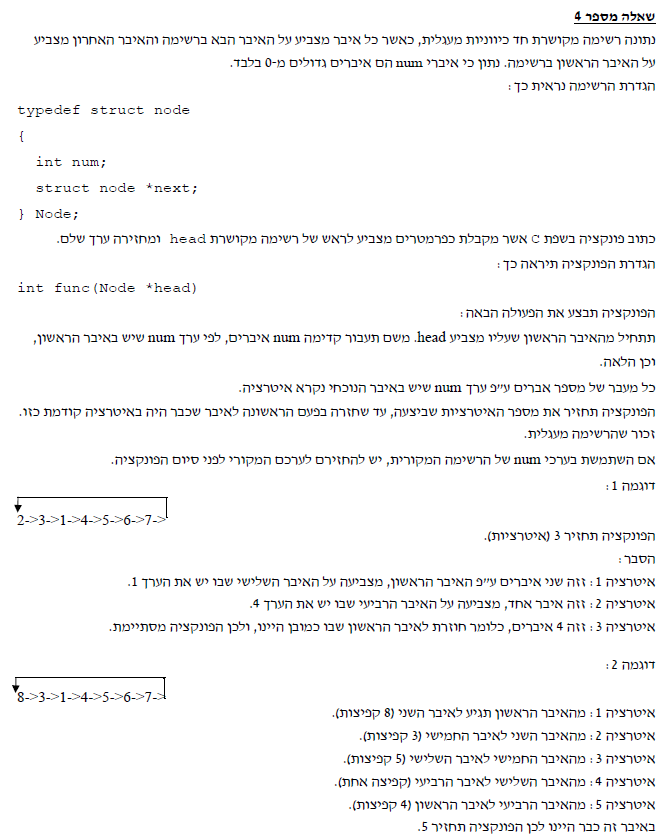 שאלה מספר 4
נתונה רשימה מקושרת חד כיוונית מעגלית, כאשר כל איבר מצביע על האיבר הבא ברשימה והאיבר האחרון מצביע
על האיבר הראשון ברשימה. נתון כי איברי num הם איברים גדולים מ-0 בלבד.
הגדרת הרשימה נראית כך:
typedef struct node
{
int num;
struct node *next;
} Node;
כתוב פונקציה בשפת C אשר מקבלת כפרמטרים מצביע לראש של רשימה מקושרת head ומחזירה ערך שלם.
הגדרת הפונקציה תיראה כך:
int func(Node *head)
הפונקציה תבצע את הפעולה הבאה:
תתחיל מהאיבר הראשון שעליו מצביע head. משם תעבור קדימה num איברים, לפי ערך num שיש באיבר הראשון,
וכן הלאה.
כל מעבר של מספר אברים ע״פ ערך num שיש באיבר הנוכחי נקרא איטרציה.
הפונקציה תחזיר את מספר האיטרציות שביצעה, עד שחזרה בפעם הראשונה לאיבר שכבר היה באיטרציה קודמת כזו.
זכור שהרשימה מעגלית.
אם השתמשת בערכי num של הרשימה המקורית, יש להחזירם לערכם המקורי לפני סיום הפונקציה.
דוגמה 1:
2->3->1->4->5->6->7->
הפונקציה תחזיר 3 (איטרציות).
הסבר:
איטרציה 1: זזה שני איברים ע״פ האיבר הראשון, מצביעה על האיבר השלישי שבו יש את הערך 1.
איטרציה 2: זזה איבר אחד, מצביעה על האיבר הרביעי שבו יש את הערך 4.
איטרציה 3: זזה 4 איברים, כלומר חוזרת לאיבר הראשון שבו כמובן היינו, ולכן הפונקציה מסתיימת.
דוגמה 2:
8->3->1->4->5->6->7->
איטרציה 1: מהאיבר הראשון תגיע לאיבר השני (8 קפיצות).
איטרציה 2: מהאיבר השני לאיבר החמישי (3 קפיצות).
איטרציה 3: מהאיבר החמישי לאיבר השלישי (5 קפיצות).
איטרציה 4: מהאיבר השלישי לאיבר הרביעי (קפיצה אחת).
איטרציה 5: מהאיבר הרביעי לאיבר הראשון (4 קפיצות).
באיבר זה כבר היינו לכן הפונקציה תחזיר 5.